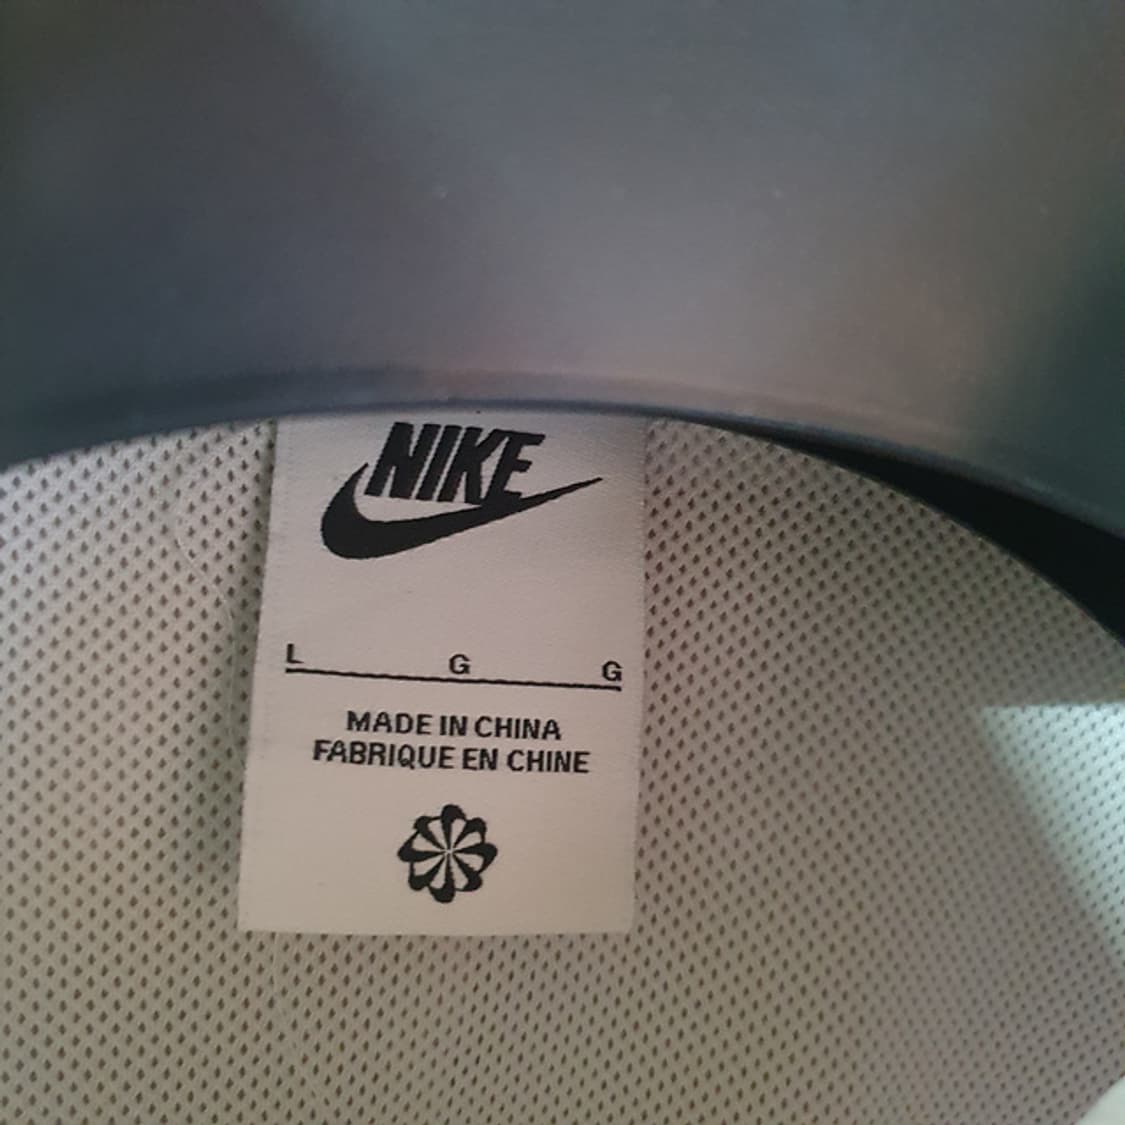 NIKE
L G G
MADE IN CHINA
FABRIQUE EN CHINE